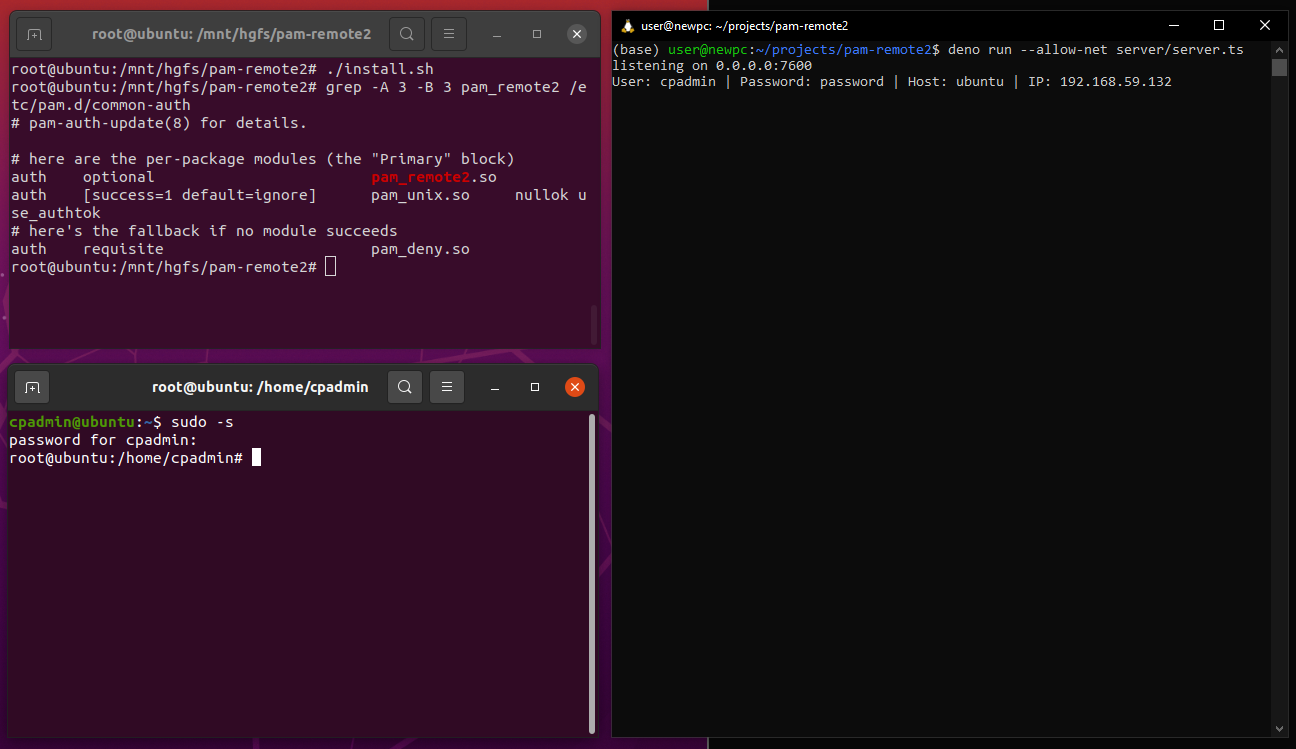 root@ubuntu: /mnt/hgfs/pam-remote2
root@ubuntu:/mnt/hgfs/pam-remote2# ./install.sh
root@ubuntu:/mnt/hgfs/pam-remote2# grep -A 3 -B 3 pam_remote2 /e
tc/pam.d/common-auth
# pam-auth-update(8) for details.
# here are the per-package modules (the "Primary" block)
auth    optional                        pam_remote2.so
auth    [success=1 default=ignore]      pam_unix.so     nullok u
se_authtok
# here's the fallback if no module succeeds
auth    requisite                       pam_deny.so
root@ubuntu:/mnt/hgfs/pam-remote2#
root@ubuntu: /home/cpadmin
cpadmin@ubuntu:~$ sudo -s
password for cpadmin:
root@ubuntu:/home/cpadmin#
user@newpc: ~/projects/pam-remote2
(base) user@newpc:~/projects/pam-remote2$ deno run --allow-net server/server.ts
listening on 0.0.0.0:7600
User: cpadmin | Password: password | Host: ubuntu | IP: 192.168.59.132